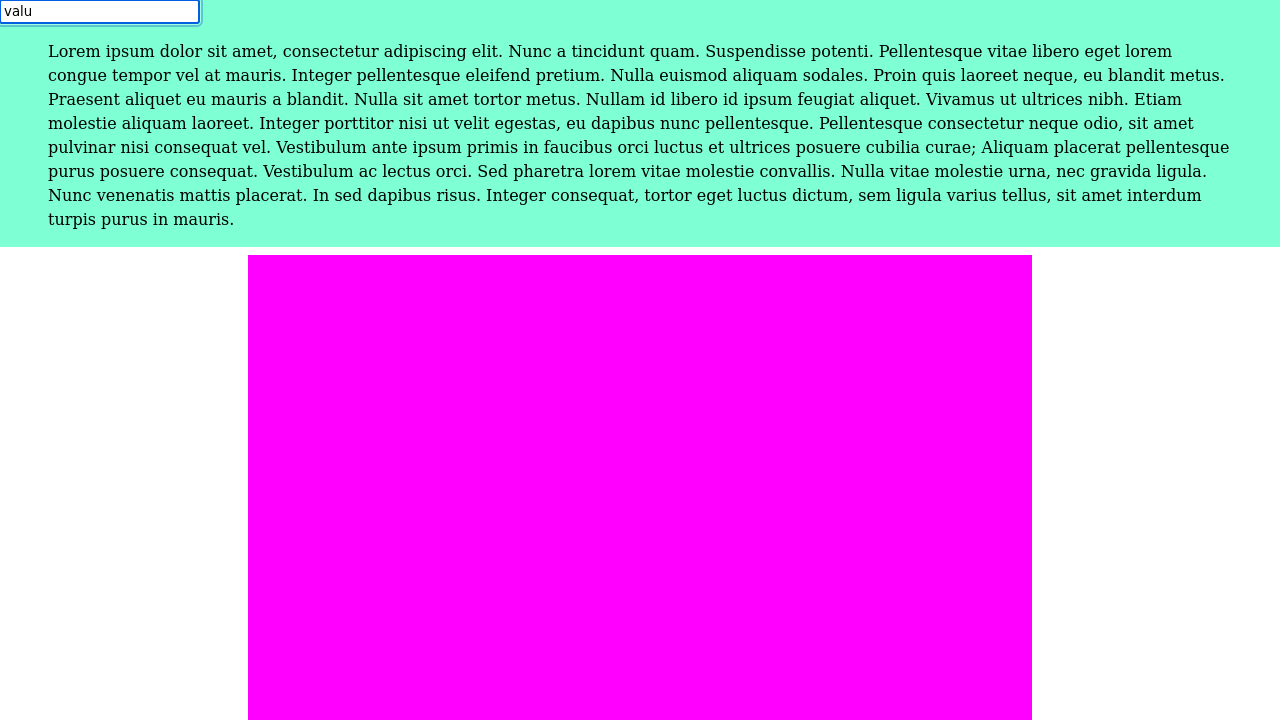 valu
Lorem ipsum dolor sit amet, consectetur adipiscing elit. Nunc a tincidunt quam. Suspendisse potenti. Pellentesque vitae libero eget lorem
congue tempor vel at mauris. Integer pellentesque eleifend pretium. Nulla euismod aliquam sodales. Proin quis laoreet neque, eu blandit metus.
Praesent aliquet eu mauris a blandit. Nulla sit amet tortor metus. Nullam id libero id ipsum feugiat aliquet. Vivamus ut ultrices nibh. Etiam
molestie aliquam laoreet. Integer porttitor nisi ut velit egestas, eu dapibus nunc pellentesque. Pellentesque consectetur neque odio, sit amet
pulvinar nisi consequat vel. Vestibulum ante ipsum primis in faucibus orci luctus et ultrices posuere cubilia curae; Aliquam placerat pellentesque
purus posuere consequat. Vestibulum ac lectus orci. Sed pharetra lorem vitae molestie convallis. Nulla vitae molestie urna, nec gravida ligula.
Nunc venenatis mattis placerat. In sed dapibus risus. Integer consequat, tortor eget luctus dictum, sem ligula varius tellus, sit amet interdum
turpis purus in mauris.